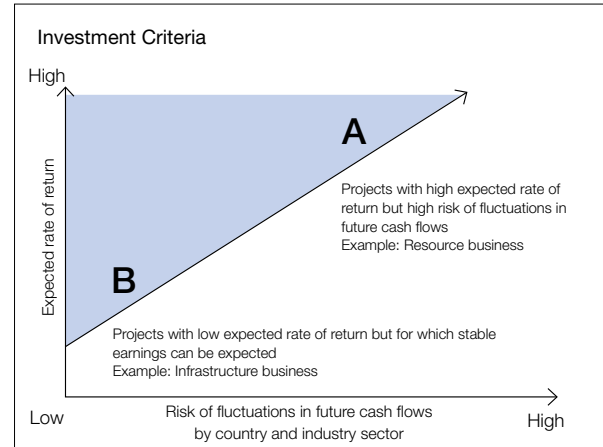 Investment Criteria
High
Expected rate of return
A
Projects with high expected rate of
return but high risk of fluctuations in
future cash flows
Example: Resource business
B
Projects with low expected rate of return but for which stable
earnings can be expected
Example: Infrastructure business
Low
Risk of fluctuations in future cash flows
by country and industry sector
High